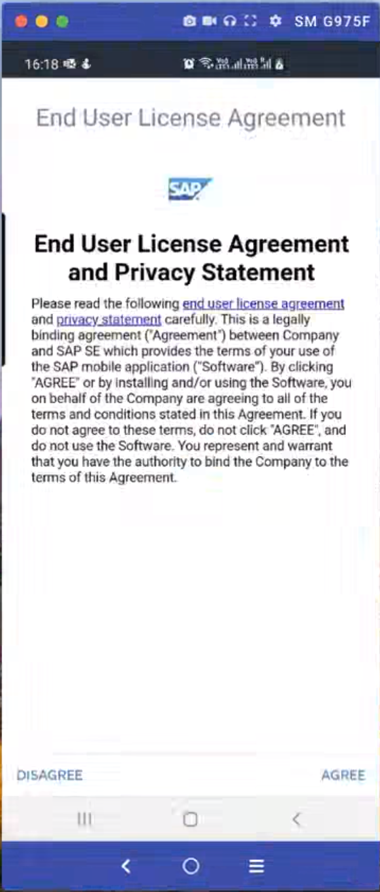 SM G975F
16:18
End User License Agreement
SAP
End User License Agreement
and Privacy Statement
Please read the following end user license agreement
and privacy statement carefully. This is a legally
binding agreement ("Agreement") between Company
and SAP SE which provides the terms of your use of
the SAP mobile application ("Software"). By clicking
"AGREE" or by installing and/or using the Software, you
on behalf of the Company are agreeing to all of the
terms and conditions stated in this Agreement. If you
do not agree to these terms, do not click "AGREE", and
do not use the Software. You represent and warrant
that you have the authority to bind the Company to the
terms of this Agreement.
DISAGREE AGREE